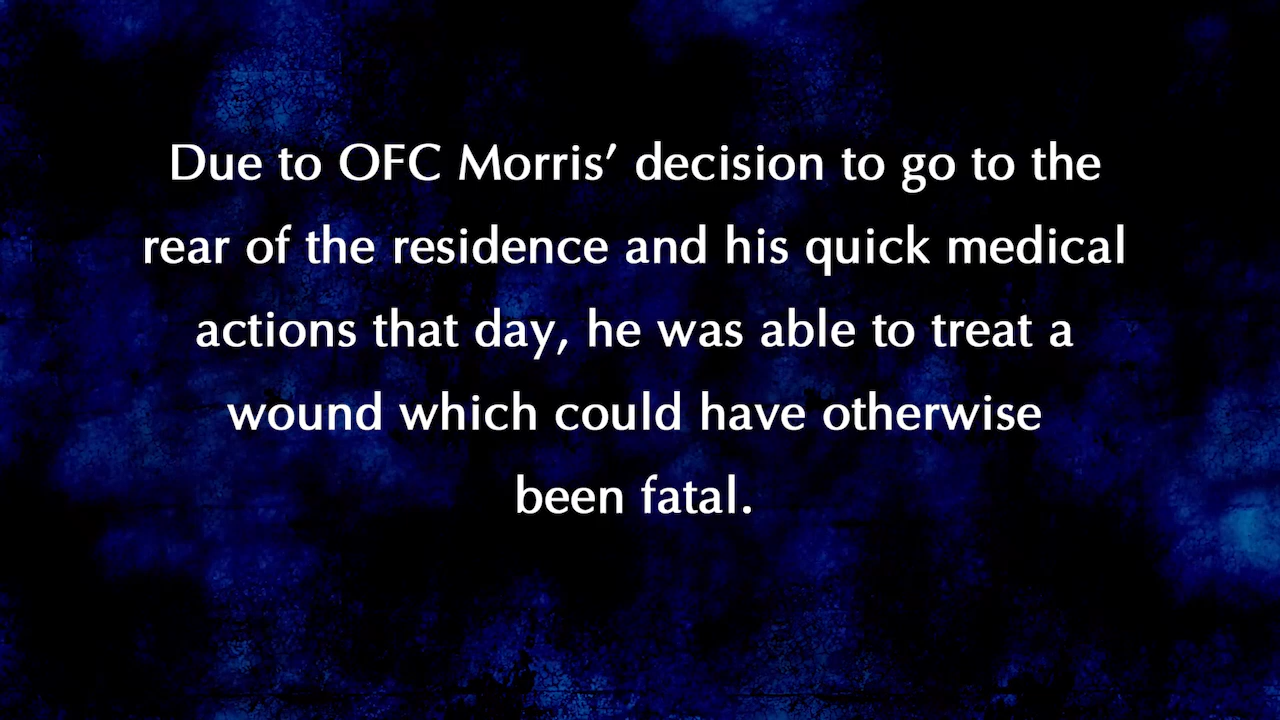 Due to OFC Morris’ decision to go to the
rear of the residence and his quick medical
actions that day, he was able to treat a
wound which could have otherwise
been fatal.